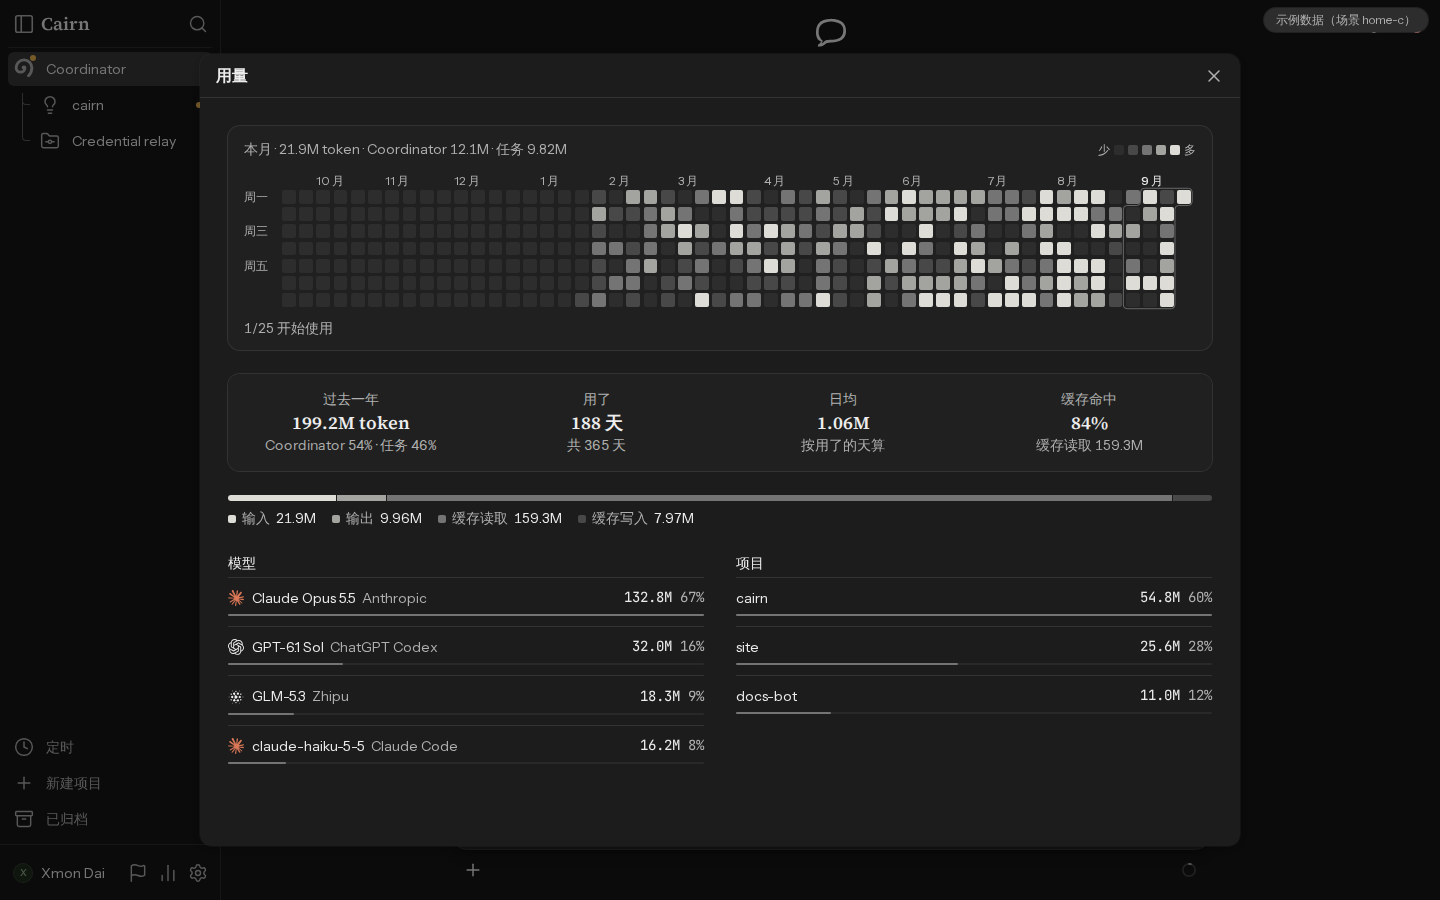 Cairn
示例数据（场景 home-c）
Coordinator
cairn
Credential relay
定时
新建项目
已归档
X Xmon Dai
用量
本月 · 21.9M token · Coordinator 12.1M · 任务 9.82M
少 多
10月 11月 12月 1月 2月 3月 4月 5月 6月 7月 8月 9月
周一
周三
周五
1/25 开始使用
过去一年 用了 日均 缓存命中
199.2M token 188 天 1.06M 84%
Coordinator 54% · 任务 46% 共 365 天 按用了的天算 缓存读取 159.3M
输入 21.9M 输出 9.96M 缓存读取 159.3M 缓存写入 7.97M
模型
Claude Opus 5.5 Anthropic 132.8M 67%
GPT-6.1 Sol ChatGPT Codex 32.0M 16%
GLM-5.3 Zhipu 18.3M 9%
claude-haiku-5-5 Claude Code 16.2M 8%
项目
cairn 54.8M 60%
site 25.6M 28%
docs-bot 11.0M 12%